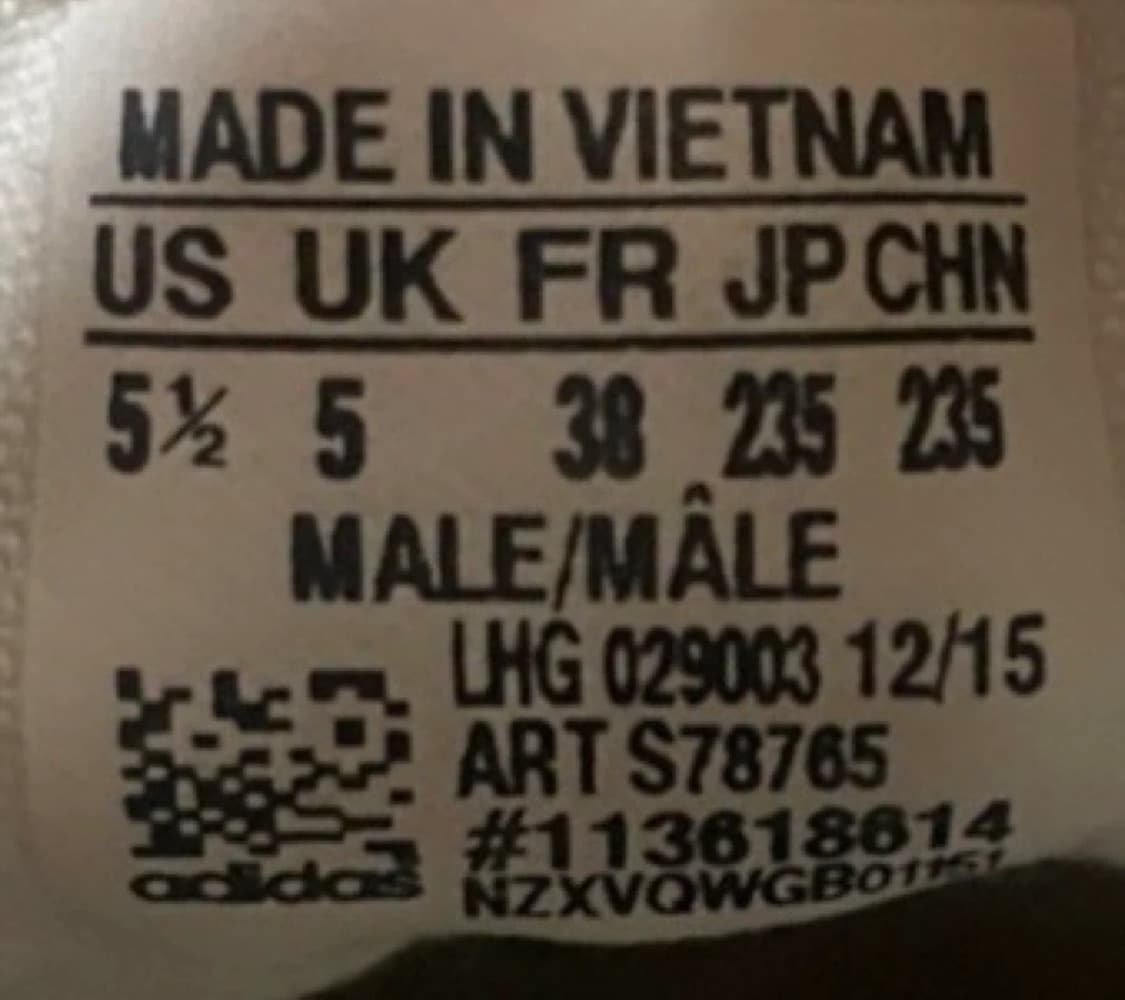 MADE IN VIETNAM
US UK FR JP CHN
5½ 5 38 235 235
MALE/MÂLE
LHG 029003 12/15
ART S78765
#113618614
adidas